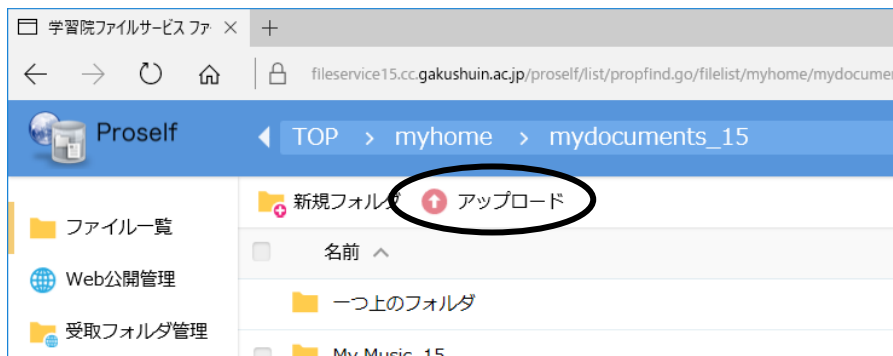 学習院ファイルサービス ファ
fileservice15.cc.gakushuin.ac.jp/proself/list/propfind.go/filelist/myhome/mydocume
Proself
TOP > myhome > mydocuments_15
新規フォルダ アップロード
ファイル一覧
名前
Web公開管理
一つ上のフォルダ
受取フォルダ管理
My Music_15